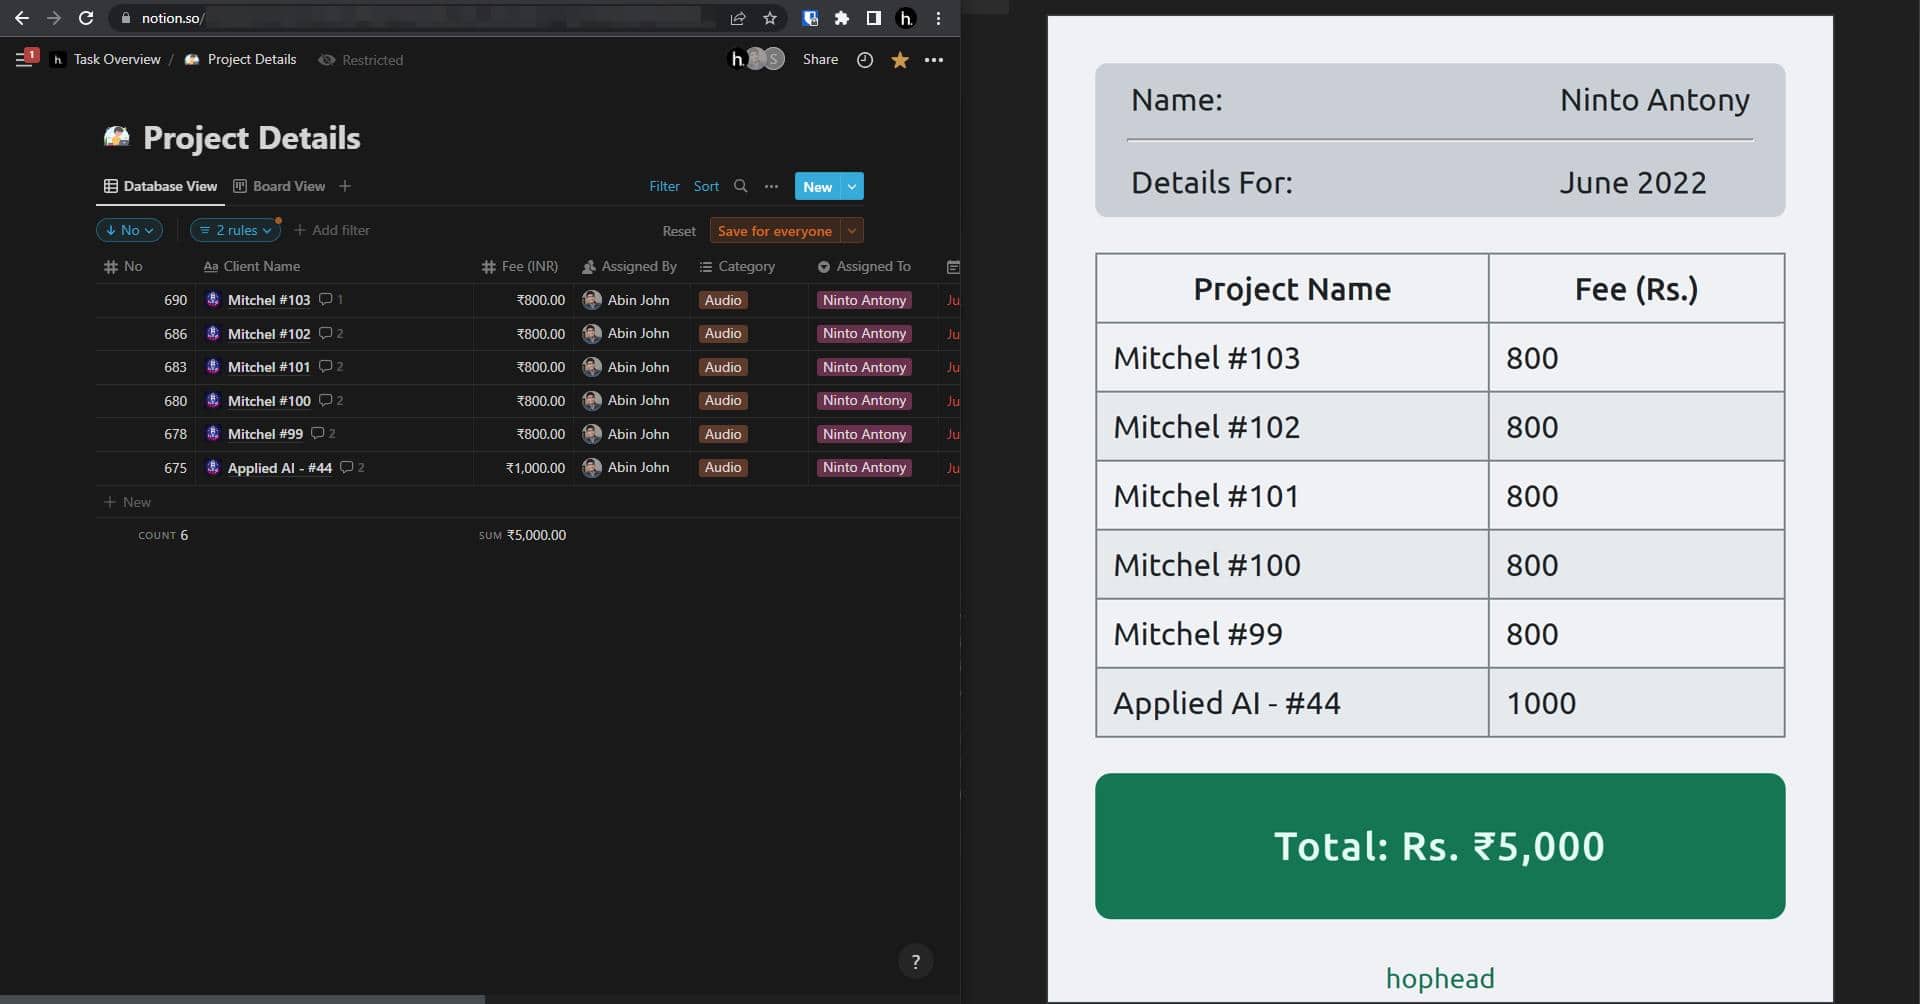 notion.so/
h.
1
h. Task Overview / Project Details Restricted
h. S Share
Project Details
Database View Board View
Filter Sort New
No 2 rules Add filter
Reset Save for everyone
No Aa Client Name Fee (INR) Assigned By Category Assigned To
690 Mitchel #103 1 ₹800.00 Abin John Audio Ninto Antony Ju
686 Mitchel #102 2 ₹800.00 Abin John Audio Ninto Antony Ju
683 Mitchel #101 2 ₹800.00 Abin John Audio Ninto Antony Ju
680 Mitchel #100 2 ₹800.00 Abin John Audio Ninto Antony Ju
678 Mitchel #99 2 ₹800.00 Abin John Audio Ninto Antony Ju
675 Applied AI - #44 2 ₹1,000.00 Abin John Audio Ninto Antony Ju
+ New
COUNT 6 SUM ₹5,000.00
?
Name: Ninto Antony
Details For: June 2022
Project Name Fee (Rs.)
Mitchel #103 800
Mitchel #102 800
Mitchel #101 800
Mitchel #100 800
Mitchel #99 800
Applied AI - #44 1000
Total: Rs. ₹5,000
hophead